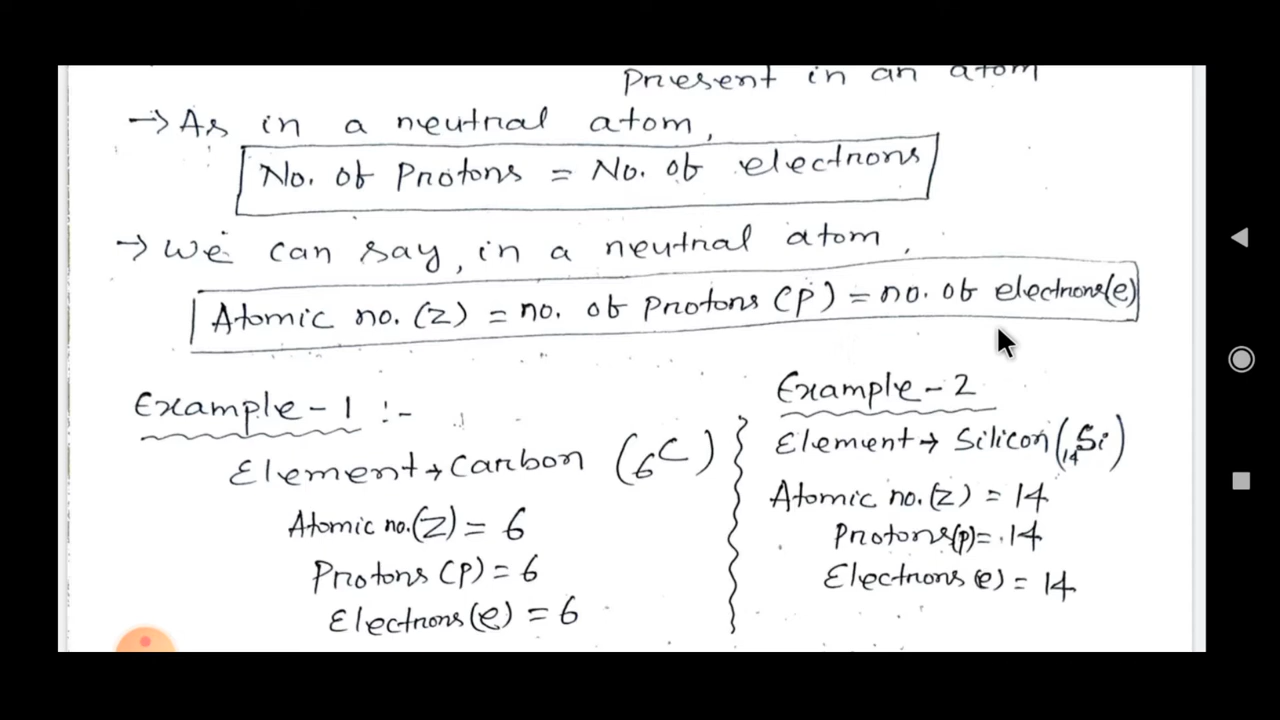 present in an atom
→ As in a neutral atom,
No. of Protons = No. of electrons
→ We can say, in a neutral atom,
Atomic no. (Z) = no. of protons (p) = no. of electrons(e)
Example - 1 :-
Element → Carbon (₆C)
Atomic no.(Z) = 6
Protons (p) = 6
Electrons (e) = 6
Example - 2
Element → Silicon (₁₄Si)
Atomic no.(Z) = 14
Protons(p) = 14
Electrons (e) = 14